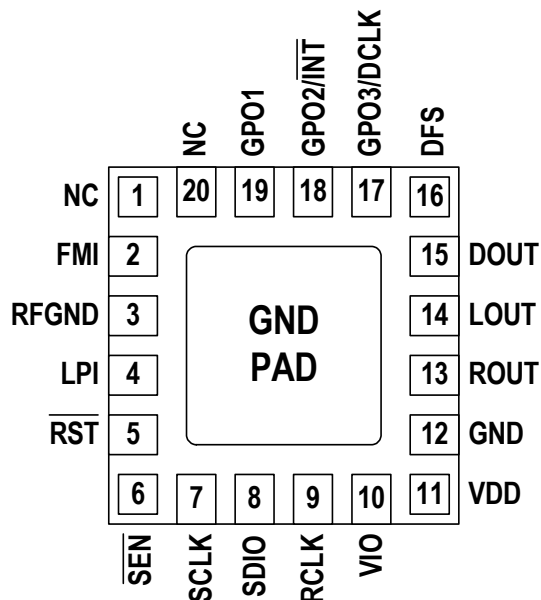 NC
GPO1
GPO2/INT
GPO3/DCLK
DFS
NC 1 20 19 18 17 16
FMI 2 15 DOUT
RFGND 3 GND 14 LOUT
LPI 4 PAD 13 ROUT
RST 5 12 GND
6 7 8 9 10 11 VDD
SEN
SCLK
SDIO
RCLK
VIO